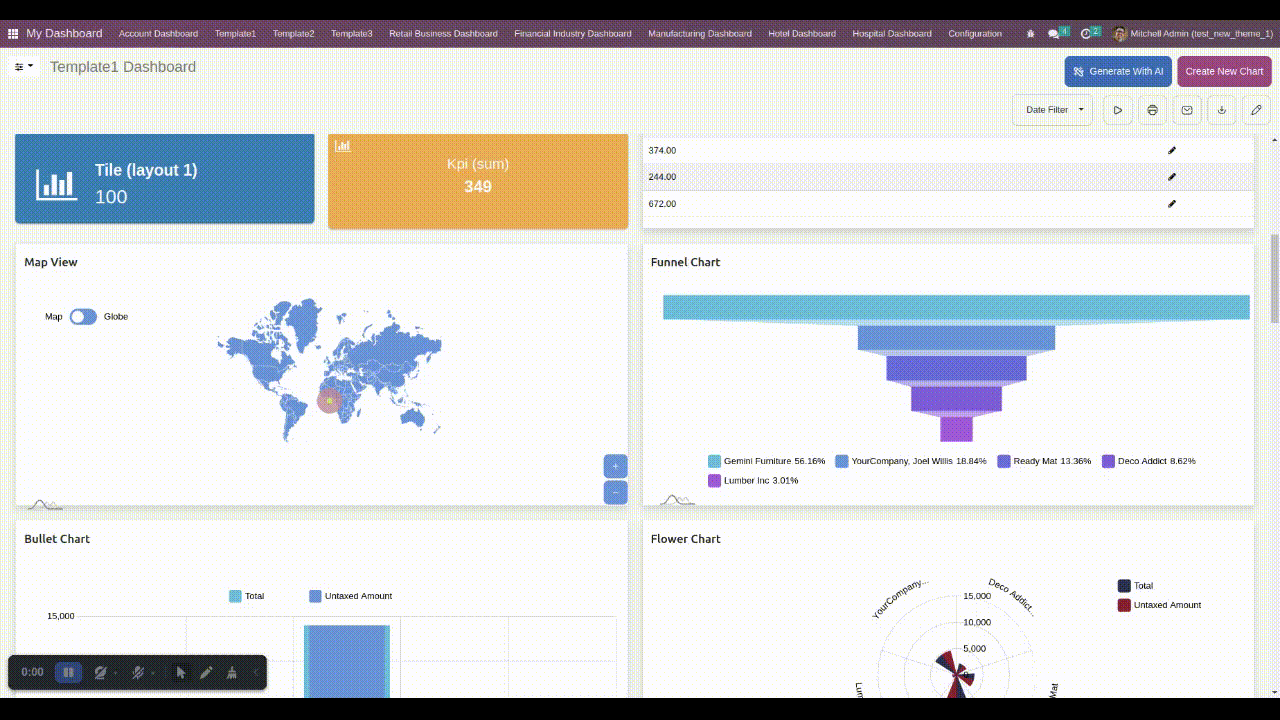 My Dashboard Account Dashboard Template1 Template2 Template3 Retail Business Dashboard Financial Industry Dashboard Manufacturing Dashboard Hotel Dashboard Hospital Dashboard Configuration 4 2 Mitchell Admin (test_new_theme_1)
Template1 Dashboard
Generate With AI Create New Chart
Date Filter
Tile (layout 1)
100
Kpi (sum)
349
374.00
244.00
672.00
Map View
Map Globe
+
−
Funnel Chart
Gemini Furniture 56.16% YourCompany, Joel Willis 18.84% Ready Mat 13.36% Deco Addict 8.62%
Lumber Inc 3.01%
Bullet Chart
Total Untaxed Amount
15,000
Flower Chart
YourCompany... Deco Addict...
15,000
10,000
5,000
Total
Untaxed Amount
Lum
Mat
0:00